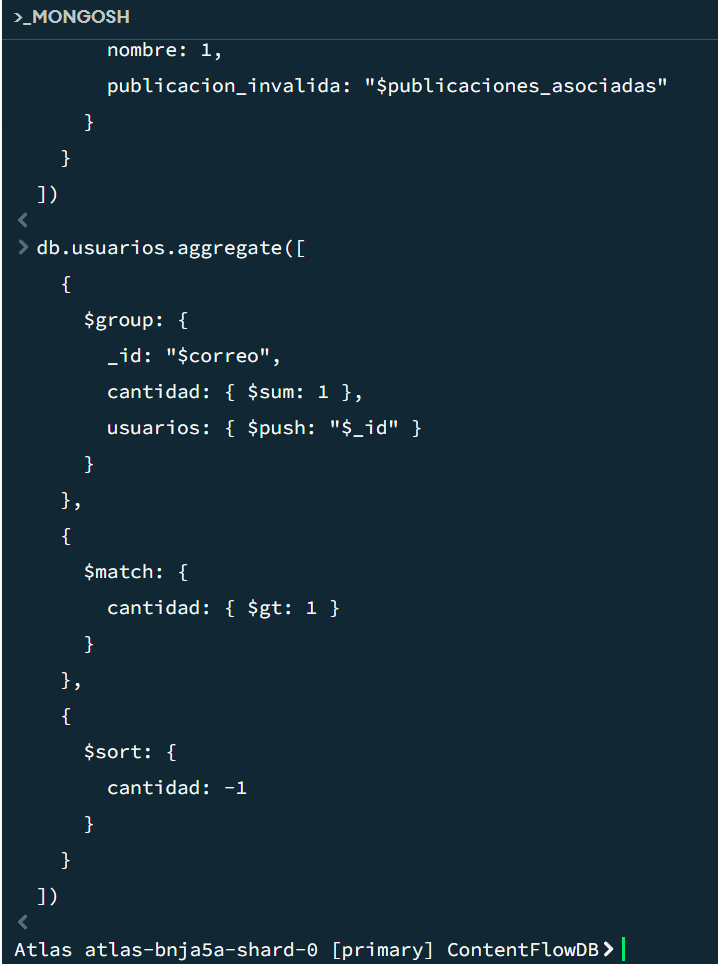 >_MONGOSH
nombre: 1,
publicacion_invalida: "$publicaciones_asociadas"
}
}
])
<
> db.usuarios.aggregate([
{
$group: {
_id: "$correo",
cantidad: { $sum: 1 },
usuarios: { $push: "$_id" }
}
},
{
$match: {
cantidad: { $gt: 1 }
}
},
{
$sort: {
cantidad: -1
}
}
])
<
Atlas atlas-bnja5a-shard-0 [primary] ContentFlowDB>